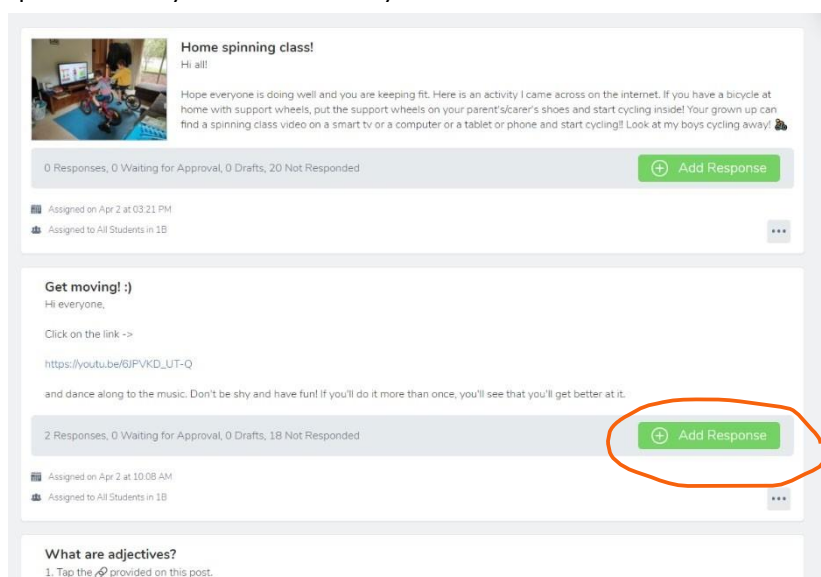 Home spinning class!
Hi all!
Hope everyone is doing well and you are keeping fit. Here is an activity I came across on the internet. If you have a bicycle at
home with support wheels, put the support wheels on your parent's/carer's shoes and start cycling inside! Your grown up can
find a spinning class video on a smart tv or a computer or a tablet or phone and start cycling!! Look at my boys cycling away! 🚴
0 Responses, 0 Waiting for Approval, 0 Drafts, 20 Not Responded
Add Response
Assigned on Apr 2 at 03:21 PM
Assigned to All Students in 1B
Get moving! :)
Hi everyone,
Click on the link ->
https://youtu.be/6JPVKD_UT-Q
and dance along to the music. Don't be shy and have fun! If you'll do it more than once, you'll see that you'll get better at it.
2 Responses, 0 Waiting for Approval, 0 Drafts, 18 Not Responded
Add Response
Assigned on Apr 2 at 10:08 AM
Assigned to All Students in 1B
What are adjectives?
1. Tap the 🔗 provided on this post.